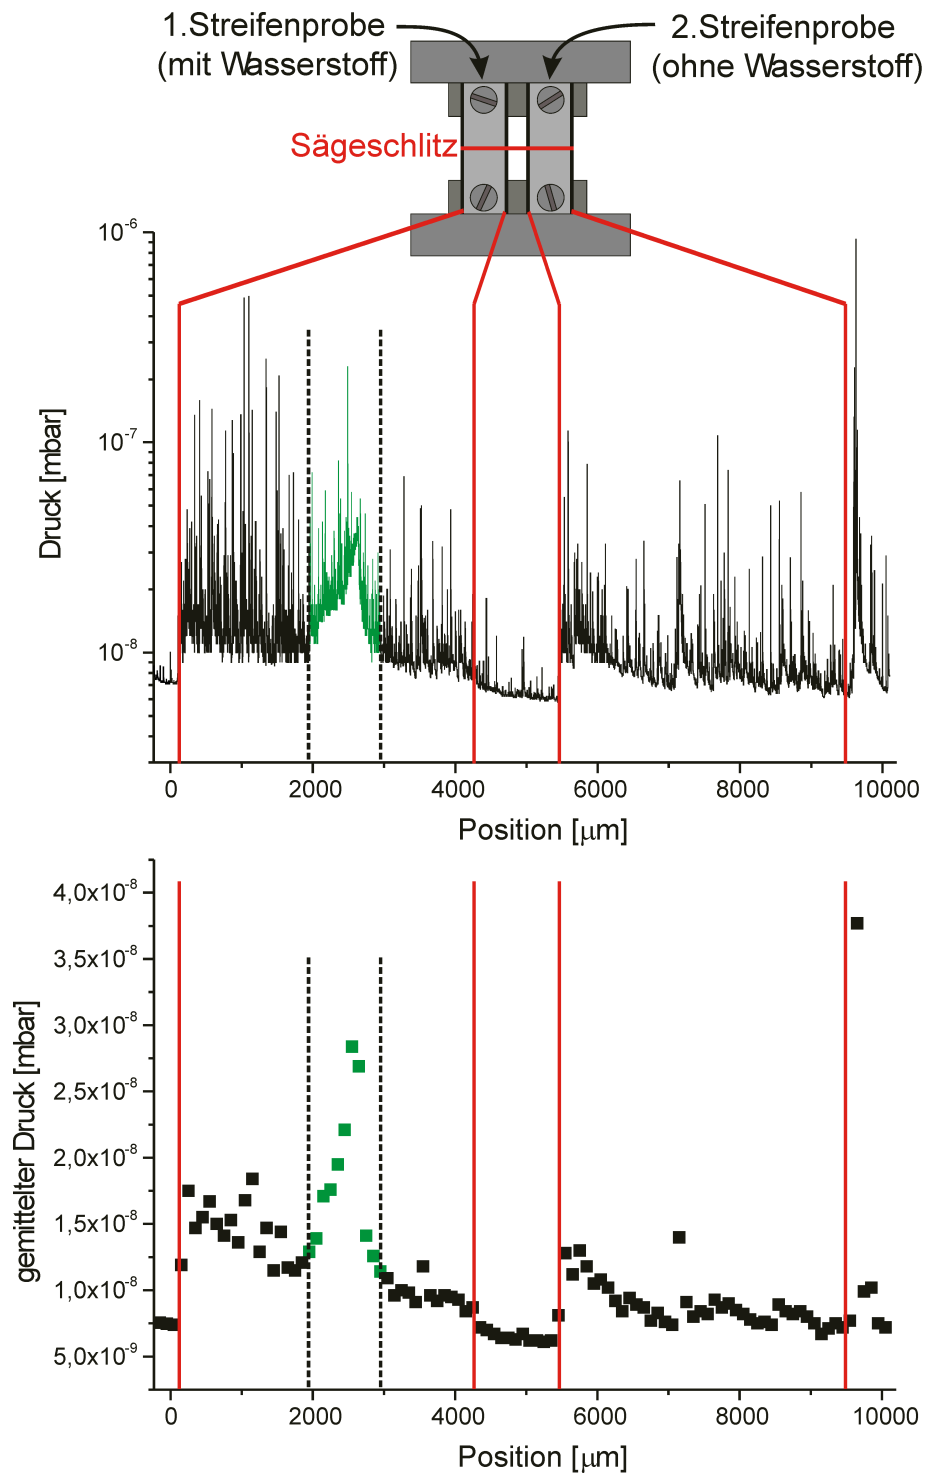 1.Streifenprobe
(mit Wasserstoff)
2.Streifenprobe
(ohne Wasserstoff)
Sägeschlitz
10⁻⁶
10⁻⁷
10⁻⁸
Druck [mbar]
0 2000 4000 6000 8000 10000
Position [µm]
4,0x10⁻⁸
3,5x10⁻⁸
3,0x10⁻⁸
2,5x10⁻⁸
2,0x10⁻⁸
1,5x10⁻⁸
1,0x10⁻⁸
5,0x10⁻⁹
gemittelter Druck [mbar]
0 2000 4000 6000 8000 10000
Position [µm]